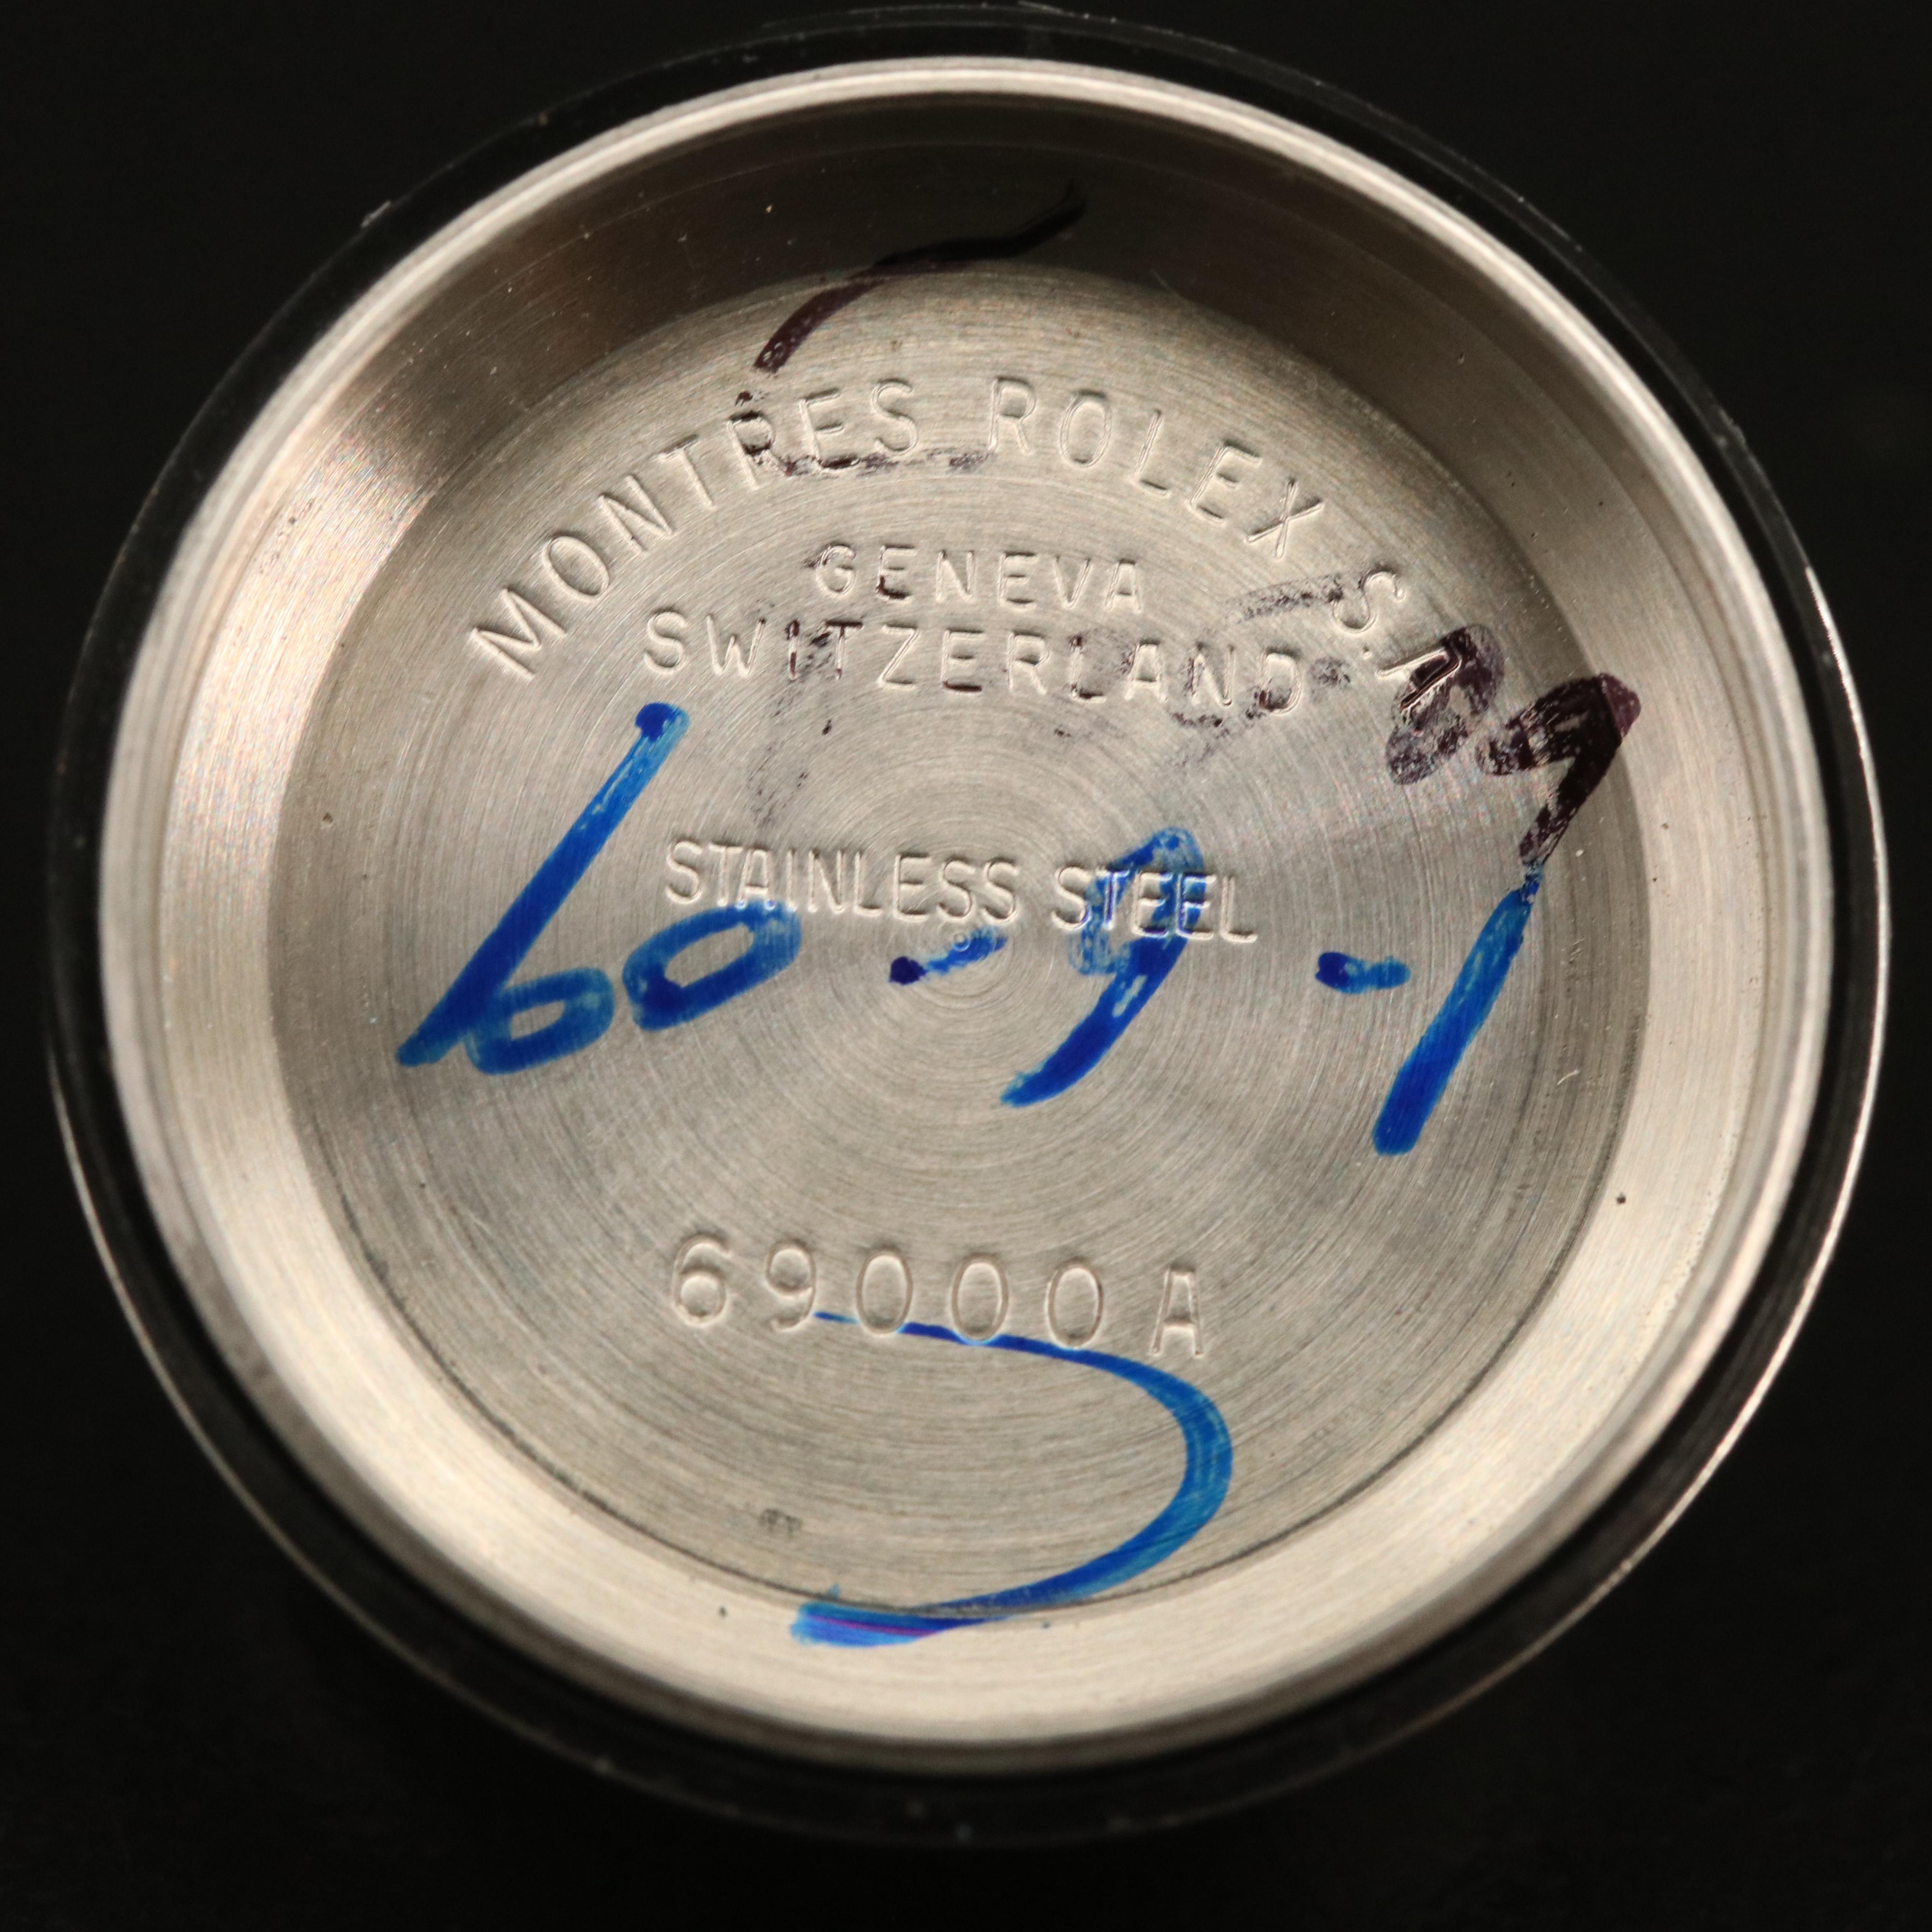 MONTRES ROLEX S.A.
GENEVA
SWITZERLAND
STAINLESS STEEL
60-9-1
69000A